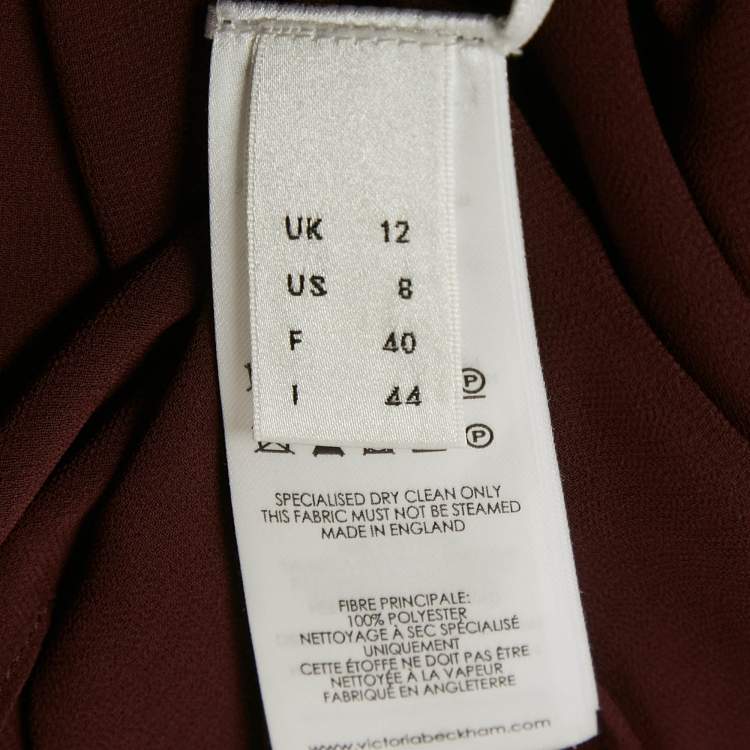 UK 12
US 8
F 40
I 44
P
P
SPECIALISED DRY CLEAN ONLY
THIS FABRIC MUST NOT BE STEAMED
MADE IN ENGLAND
FIBRE PRINCIPALE:
100% POLYESTER
NETTOYAGE À SEC SPÉCIALISÉ
UNIQUEMENT
CETTE ÉTOFFE NE DOIT PAS ÊTRE
NETTOYÉE À LA VAPEUR
FABRIQUÉ EN ANGLETERRE
www.victoriabeckham.com